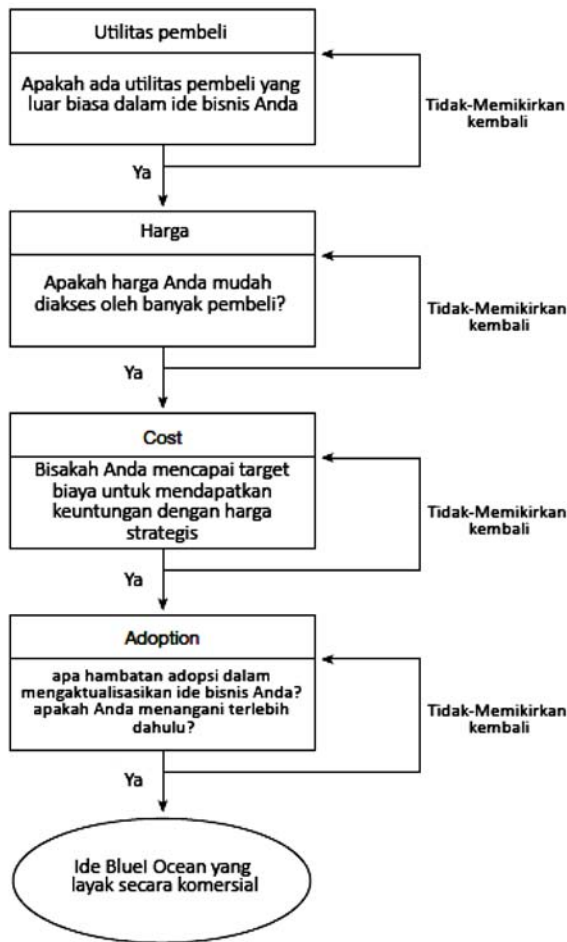 Utilitas pembeli
Apakah ada utilitas pembeli yang
luar biasa dalam ide bisnis Anda
Tidak-Memikirkan
kembali
Ya
Harga
Apakah harga Anda mudah
diakses oleh banyak pembeli?
Tidak-Memikirkan
kembali
Ya
Cost
Bisakah Anda mencapai target
biaya untuk mendapatkan
keuntungan dengan harga
strategis
Tidak-Memikirkan
kembali
Ya
Adoption
apa hambatan adopsi dalam
mengaktualisasikan ide bisnis Anda?
apakah Anda menangani terlebih
dahulu?
Tidak-Memikirkan
kembali
Ya
Ide Bluel Ocean yang
layak secara komersial